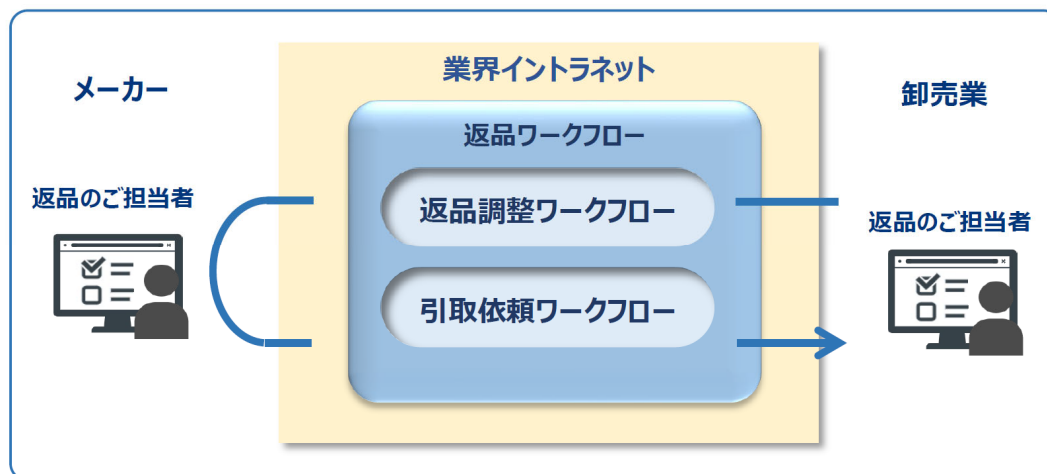 業界イントラネット
メーカー
卸売業
返品ワークフロー
返品のご担当者
返品調整ワークフロー
返品のご担当者
引取依頼ワークフロー